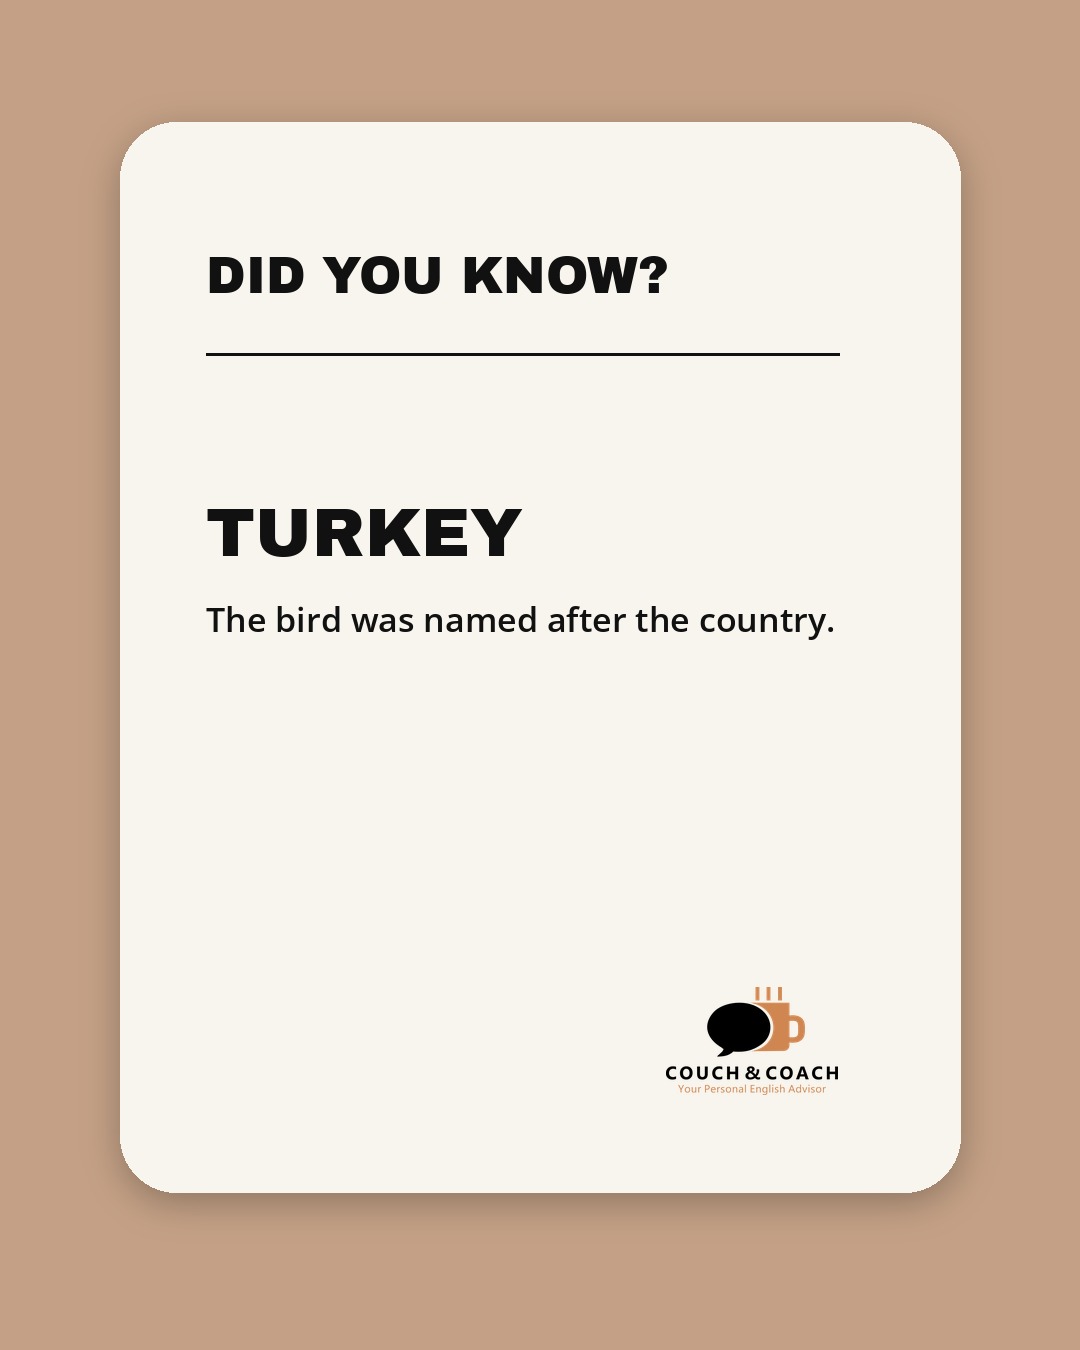 DID YOU KNOW?
TURKEY
The bird was named after the country.
COUCH & COACH
Your Personal English Advisor